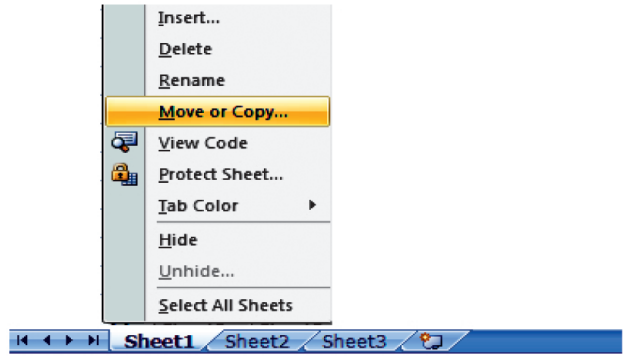 Insert...
Delete
Rename
Move or Copy...
View Code
Protect Sheet...
Tab Color
Hide
Unhide...
Select All Sheets
Sheet1 Sheet2 Sheet3